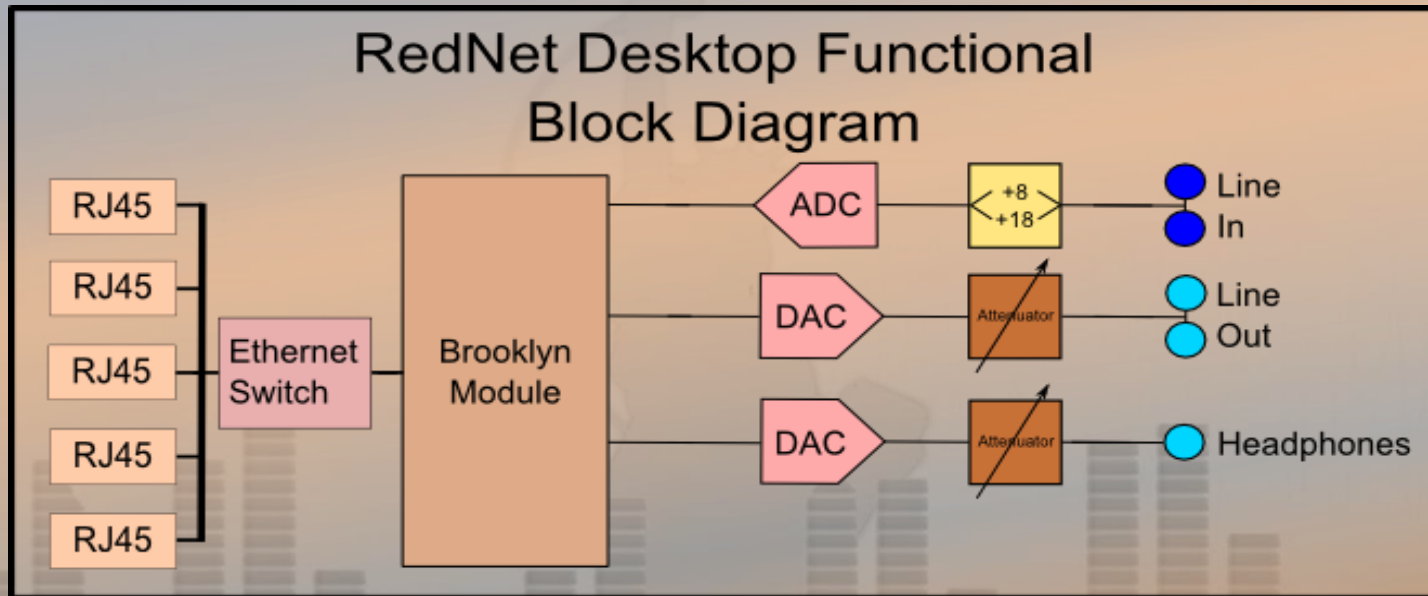 RedNet Desktop Functional
Block Diagram
RJ45
RJ45
RJ45
RJ45
RJ45
Ethernet
Switch
Brooklyn
Module
ADC
+8
+18
Line
In
DAC
Attenuator
Line
Out
DAC
Attenuator
Headphones